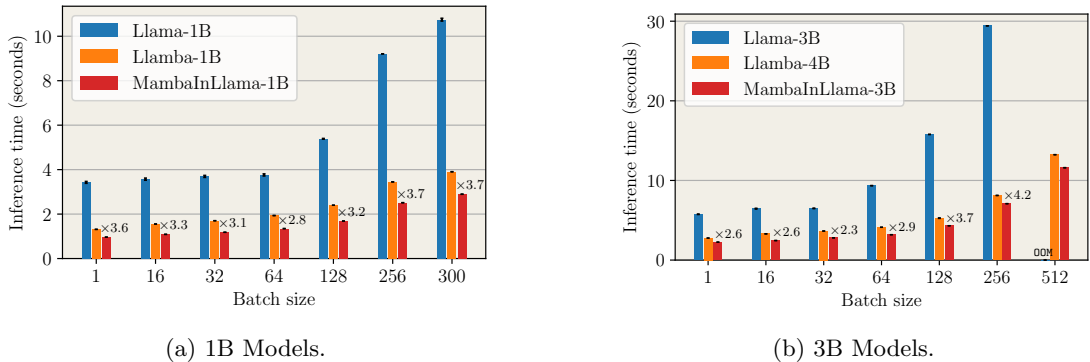 Llama-1B
Llamba-1B
MambaInLlama-1B
Inference time (seconds)
10
8
6
4
2
0
×3.6
×3.3
×3.1
×2.8
×3.2
×3.7
×3.7
1 16 32 64 128 256 300
Batch size
(a) 1B Models.
Llama-3B
Llamba-4B
MambaInLlama-3B
Inference time (seconds)
30
20
10
0
×2.6
×2.6
×2.3
×2.9
×3.7
×4.2
OOM
1 16 32 64 128 256 512
Batch size
(b) 3B Models.